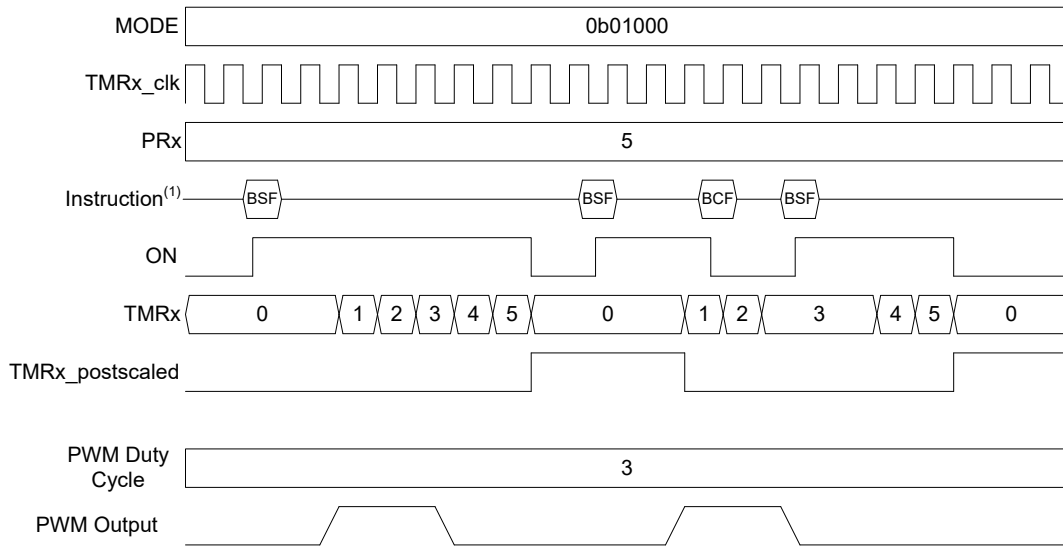 MODE 0b01000
TMRx_clk
PRx 5
Instruction(1) BSF BSF BCF BSF
ON
TMRx 0 1 2 3 4 5 0 1 2 3 4 5 0
TMRx_postscaled
PWM Duty
Cycle
3
PWM Output